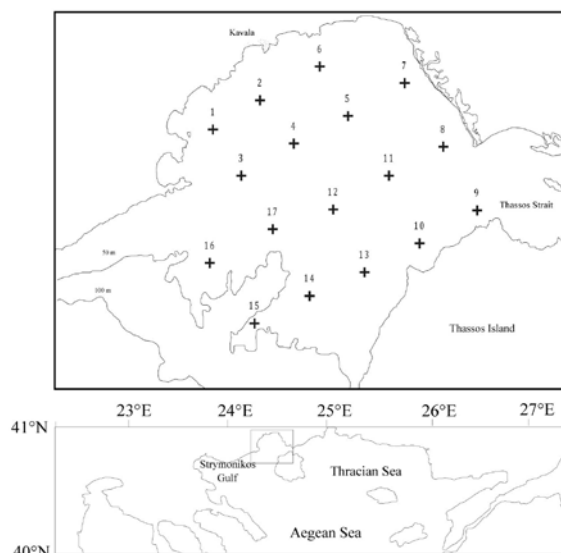 Kavala
6
7
2
1
5
4
8
3
11
12
9
Thassos Strait
17
10
50 m
16
13
100 m
14
15
Thassos Island
23°E 24°E 25°E 26°E 27°E
41°N
Strymonikos
Gulf
Thracian Sea
Aegean Sea
40°N